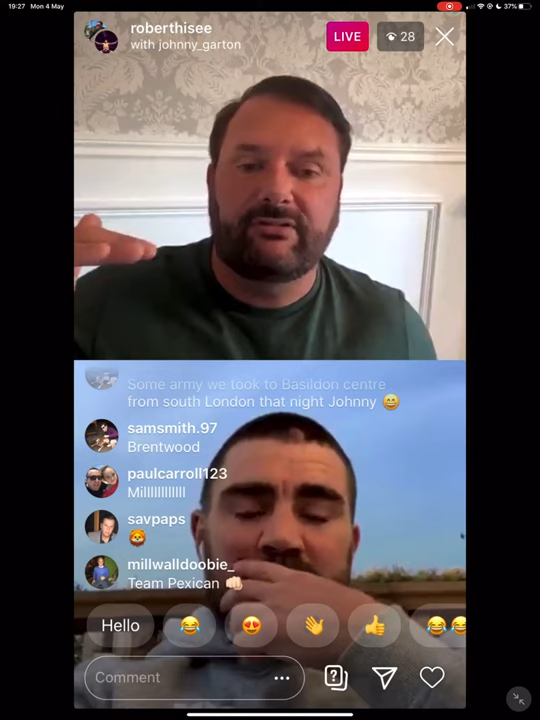 19:27 Mon 4 May
37%
roberthisee
with johnny_garton
LIVE
28
Some army we took to Basildon centre
from south London that night Johnny 😅
samsmith.97
Brentwood
paulcarroll123
Millllllllllll
savpaps
🦁
millwalldoobie_
Team Pexican 👊🏻
Hello 😂 😍 👋 👍 😂😂
Comment